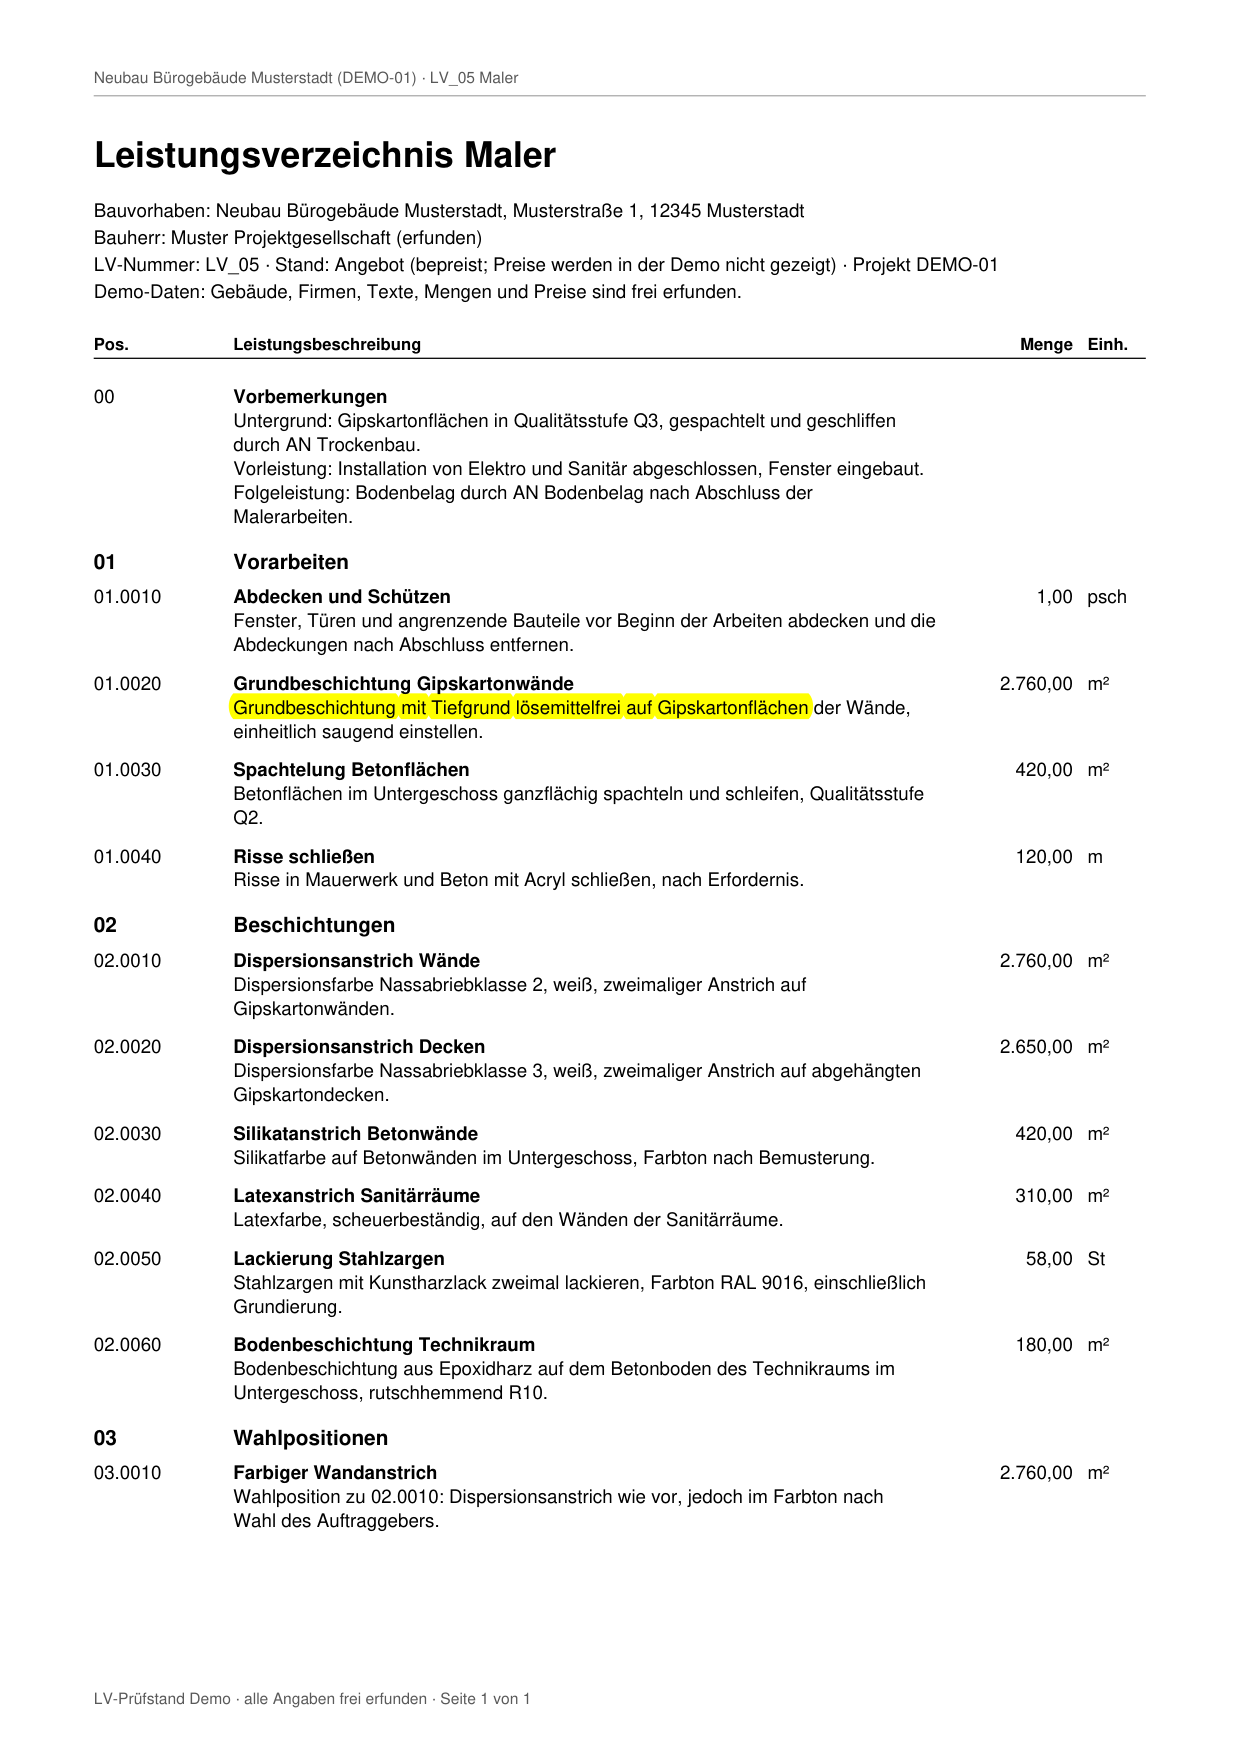 Neubau Bürogebäude Musterstadt (DEMO-01) · LV_05 Maler
Leistungsverzeichnis Maler
Bauvorhaben: Neubau Bürogebäude Musterstadt, Musterstraße 1, 12345 Musterstadt
Bauherr: Muster Projektgesellschaft (erfunden)
LV-Nummer: LV_05 · Stand: Angebot (bepreist; Preise werden in der Demo nicht gezeigt) · Projekt DEMO-01
Demo-Daten: Gebäude, Firmen, Texte, Mengen und Preise sind frei erfunden.
Pos. Leistungsbeschreibung Menge Einh.
00 Vorbemerkungen
Untergrund: Gipskartonflächen in Qualitätsstufe Q3, gespachtelt und geschliffen
durch AN Trockenbau.
Vorleistung: Installation von Elektro und Sanitär abgeschlossen, Fenster eingebaut.
Folgeleistung: Bodenbelag durch AN Bodenbelag nach Abschluss der
Malerarbeiten.
01 Vorarbeiten
01.0010 Abdecken und Schützen 1,00 psch
Fenster, Türen und angrenzende Bauteile vor Beginn der Arbeiten abdecken und die
Abdeckungen nach Abschluss entfernen.
01.0020 Grundbeschichtung Gipskartonwände 2.760,00 m²
Grundbeschichtung mit Tiefgrund lösemittelfrei auf Gipskartonflächen der Wände,
einheitlich saugend einstellen.
01.0030 Spachtelung Betonflächen 420,00 m²
Betonflächen im Untergeschoss ganzflächig spachteln und schleifen, Qualitätsstufe
Q2.
01.0040 Risse schließen 120,00 m
Risse in Mauerwerk und Beton mit Acryl schließen, nach Erfordernis.
02 Beschichtungen
02.0010 Dispersionsanstrich Wände 2.760,00 m²
Dispersionsfarbe Nassabriebklasse 2, weiß, zweimaliger Anstrich auf
Gipskartonwänden.
02.0020 Dispersionsanstrich Decken 2.650,00 m²
Dispersionsfarbe Nassabriebklasse 3, weiß, zweimaliger Anstrich auf abgehängten
Gipskartondecken.
02.0030 Silikatanstrich Betonwände 420,00 m²
Silikatfarbe auf Betonwänden im Untergeschoss, Farbton nach Bemusterung.
02.0040 Latexanstrich Sanitärräume 310,00 m²
Latexfarbe, scheuerbeständig, auf den Wänden der Sanitärräume.
02.0050 Lackierung Stahlzargen 58,00 St
Stahlzargen mit Kunstharzlack zweimal lackieren, Farbton RAL 9016, einschließlich
Grundierung.
02.0060 Bodenbeschichtung Technikraum 180,00 m²
Bodenbeschichtung aus Epoxidharz auf dem Betonboden des Technikraums im
Untergeschoss, rutschhemmend R10.
03 Wahlpositionen
03.0010 Farbiger Wandanstrich 2.760,00 m²
Wahlposition zu 02.0010: Dispersionsanstrich wie vor, jedoch im Farbton nach
Wahl des Auftraggebers.
LV-Prüfstand Demo · alle Angaben frei erfunden · Seite 1 von 1